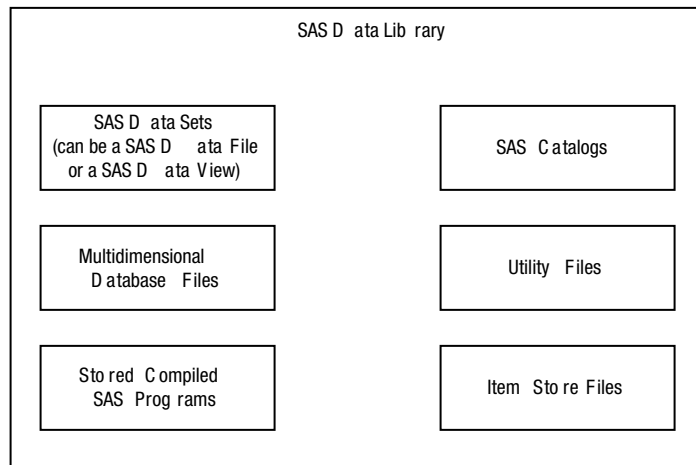 SAS Data Library
SAS Data Sets
(can be a SAS Data File
or a SAS Data View)
SAS Catalogs
Multidimensional
Database Files
Utility Files
Stored Compiled
SAS Programs
Item Store Files